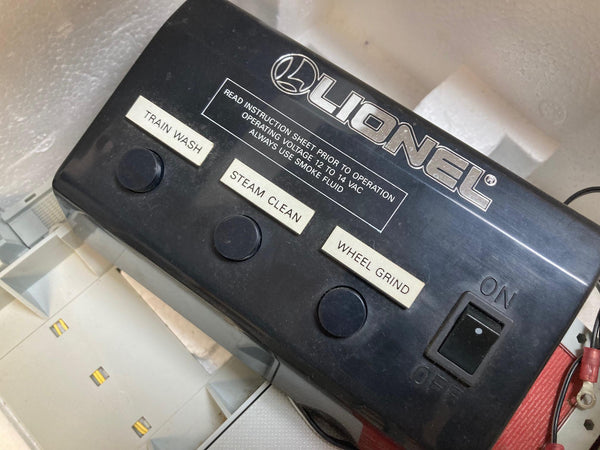 LIONEL®
READ INSTRUCTION SHEET PRIOR TO OPERATION
OPERATING VOLTAGE 12 TO 14 VAC
ALWAYS USE SMOKE FLUID
TRAIN WASH
STEAM CLEAN
WHEEL GRIND
ON
OFF